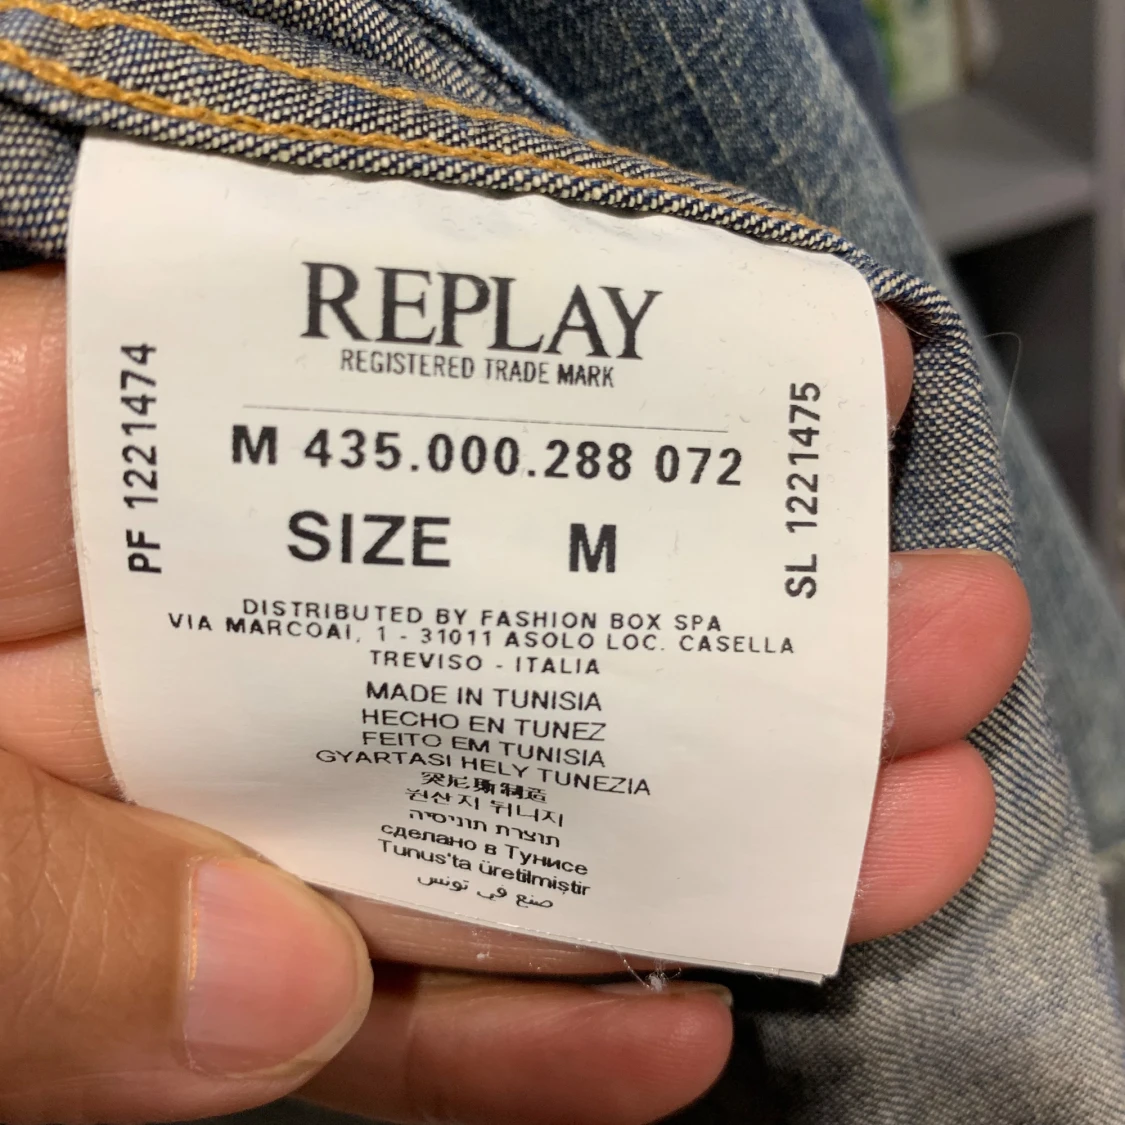 REPLAY
REGISTERED TRADE MARK
M 435.000.288 072
SIZE M
PF 1221474
SL 1221475
DISTRIBUTED BY FASHION BOX SPA
VIA MARCOAI, 1 - 31011 ASOLO LOC. CASELLA
TREVISO - ITALIA
MADE IN TUNISIA
HECHO EN TUNEZ
FEITO EM TUNISIA
GYARTASI HELY TUNEZIA
突尼斯制造
원산지 튀니지
תוצרת תוניסיה
сделано в Тунисе
Tunus'ta üretilmiştir
صنع في تونس